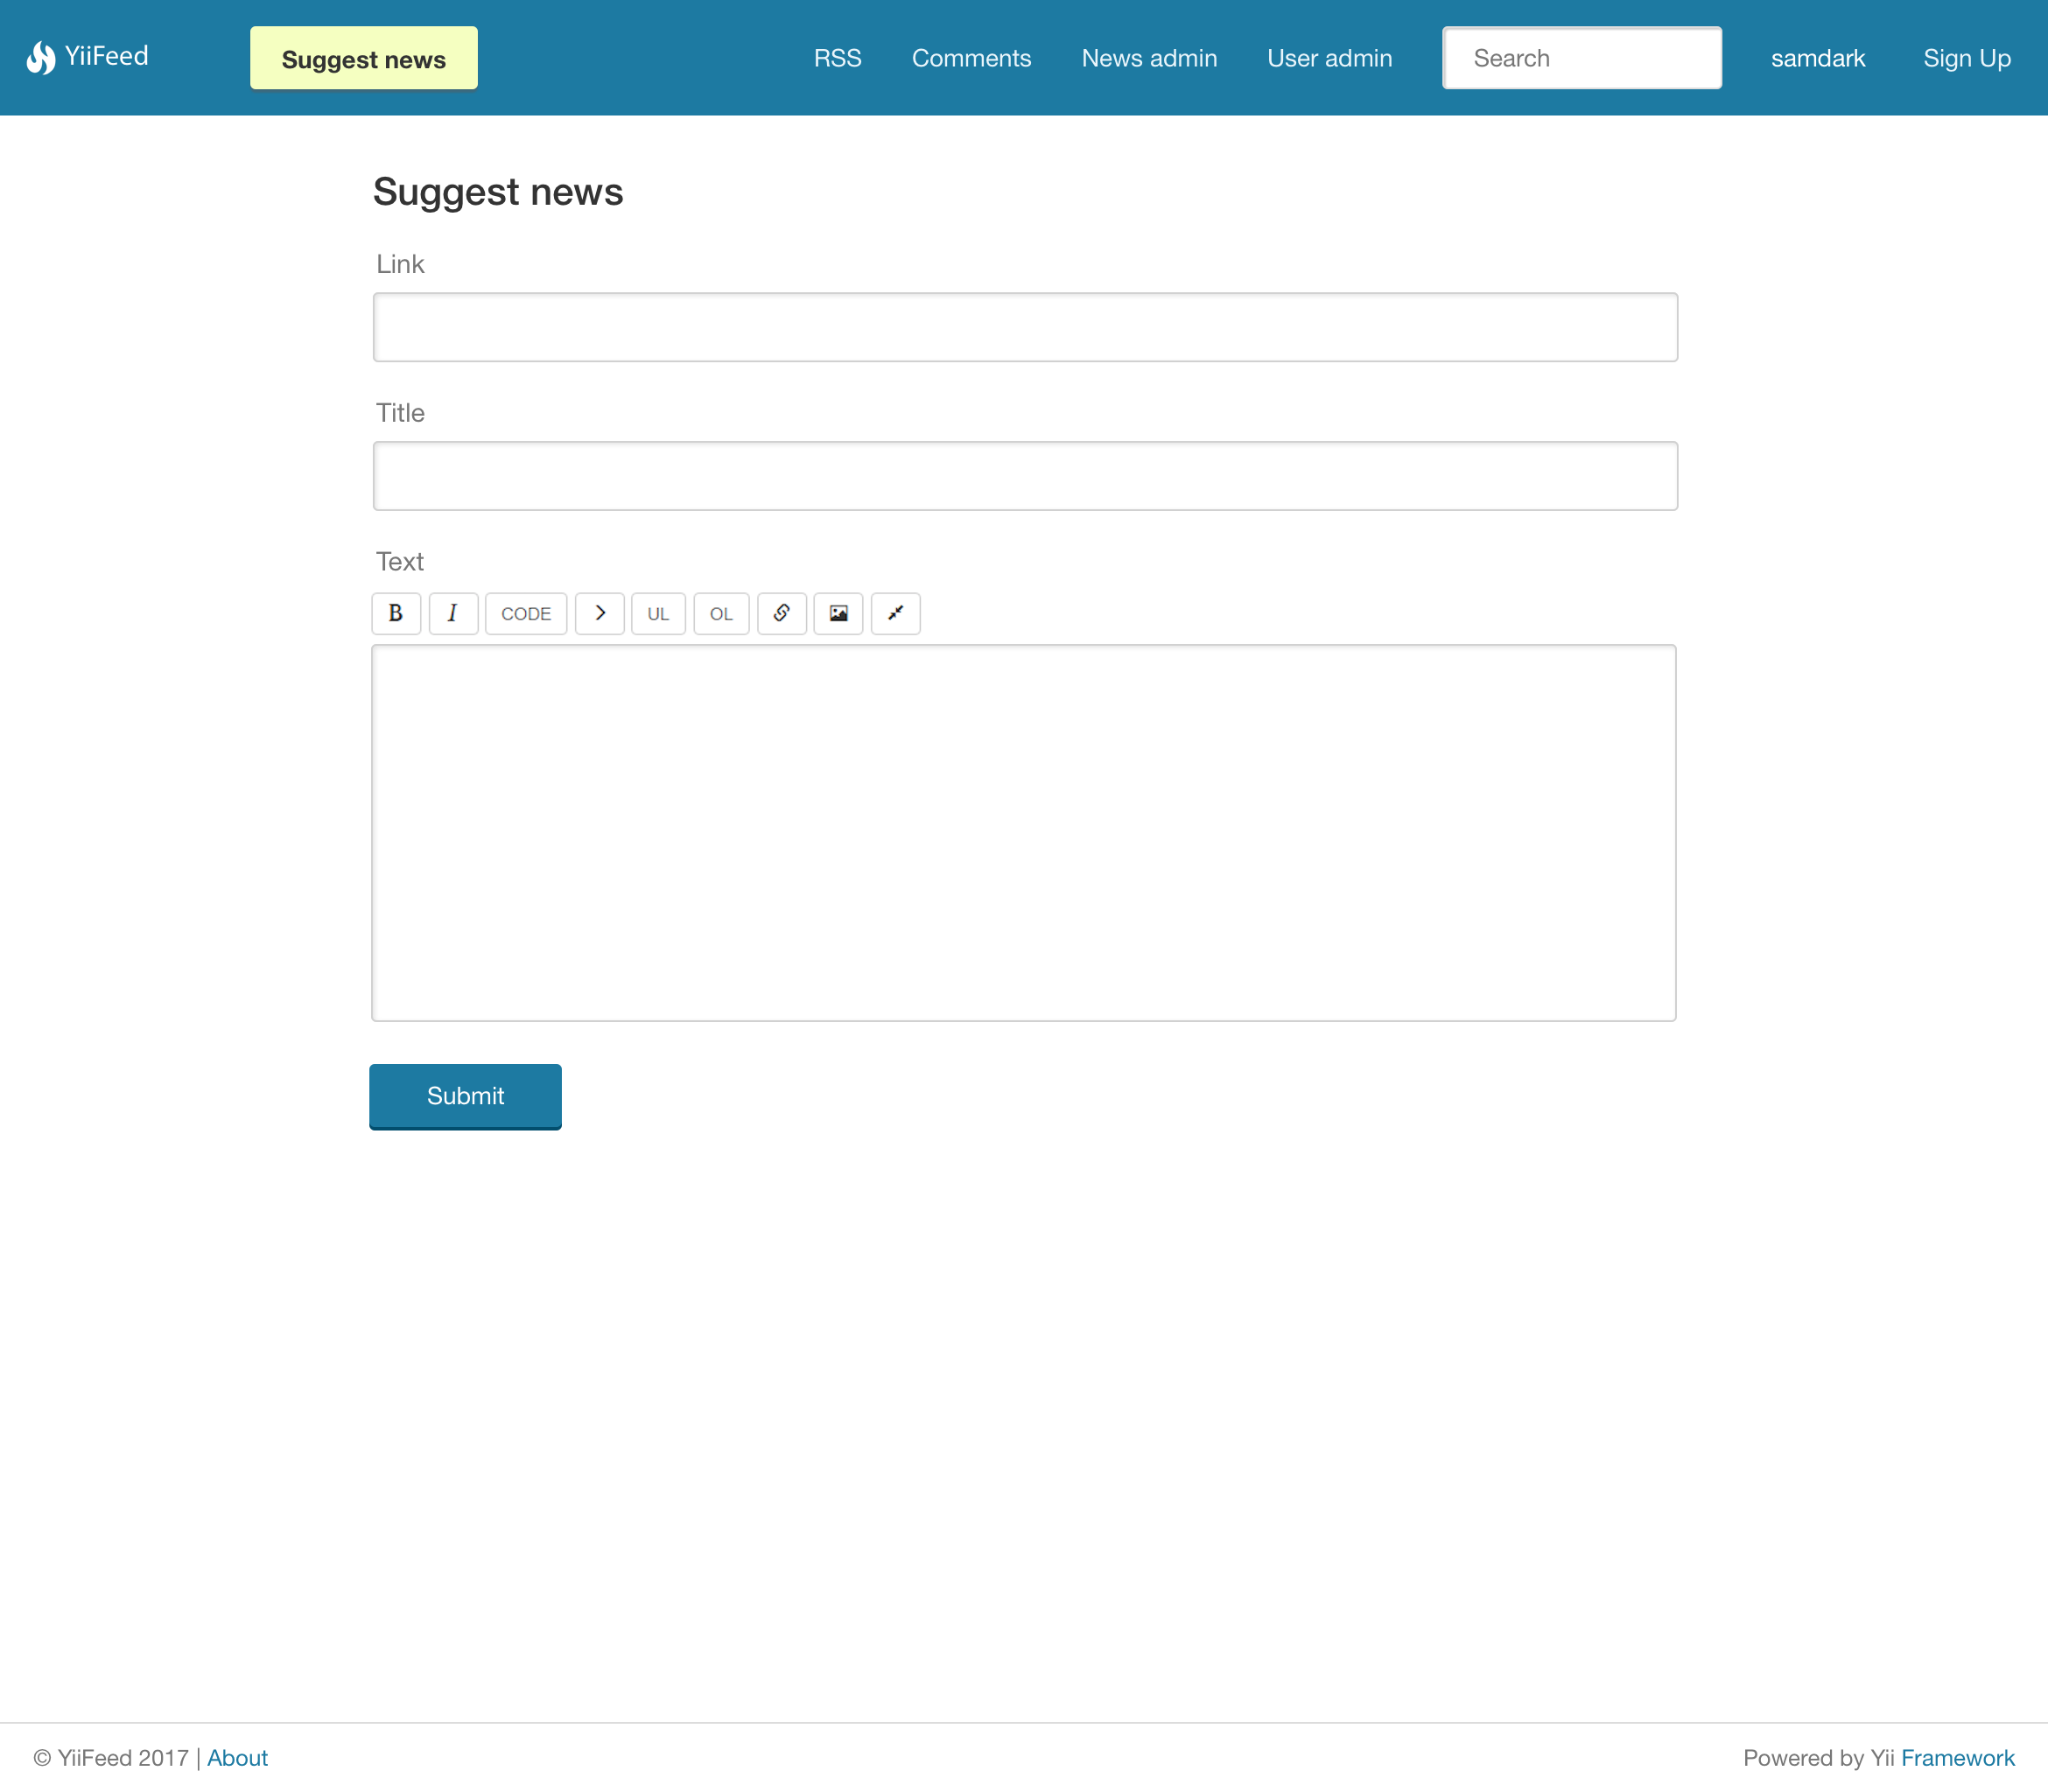 YiiFeed
Suggest news
RSS
Comments
News admin
User admin
Search
samdark
Sign Up
Suggest news
Link
Title
Text
B
I
CODE
UL
OL
Submit
© YiiFeed 2017 | About
Powered by Yii Framework